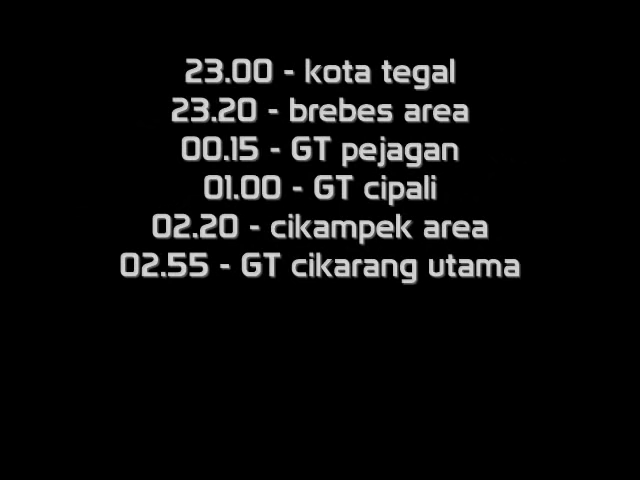 23.00 - kota tegal
23.20 - brebes area
00.15 - GT pejagan
01.00 - GT cipali
02.20 - cikampek area
02.55 - GT cikarang utama